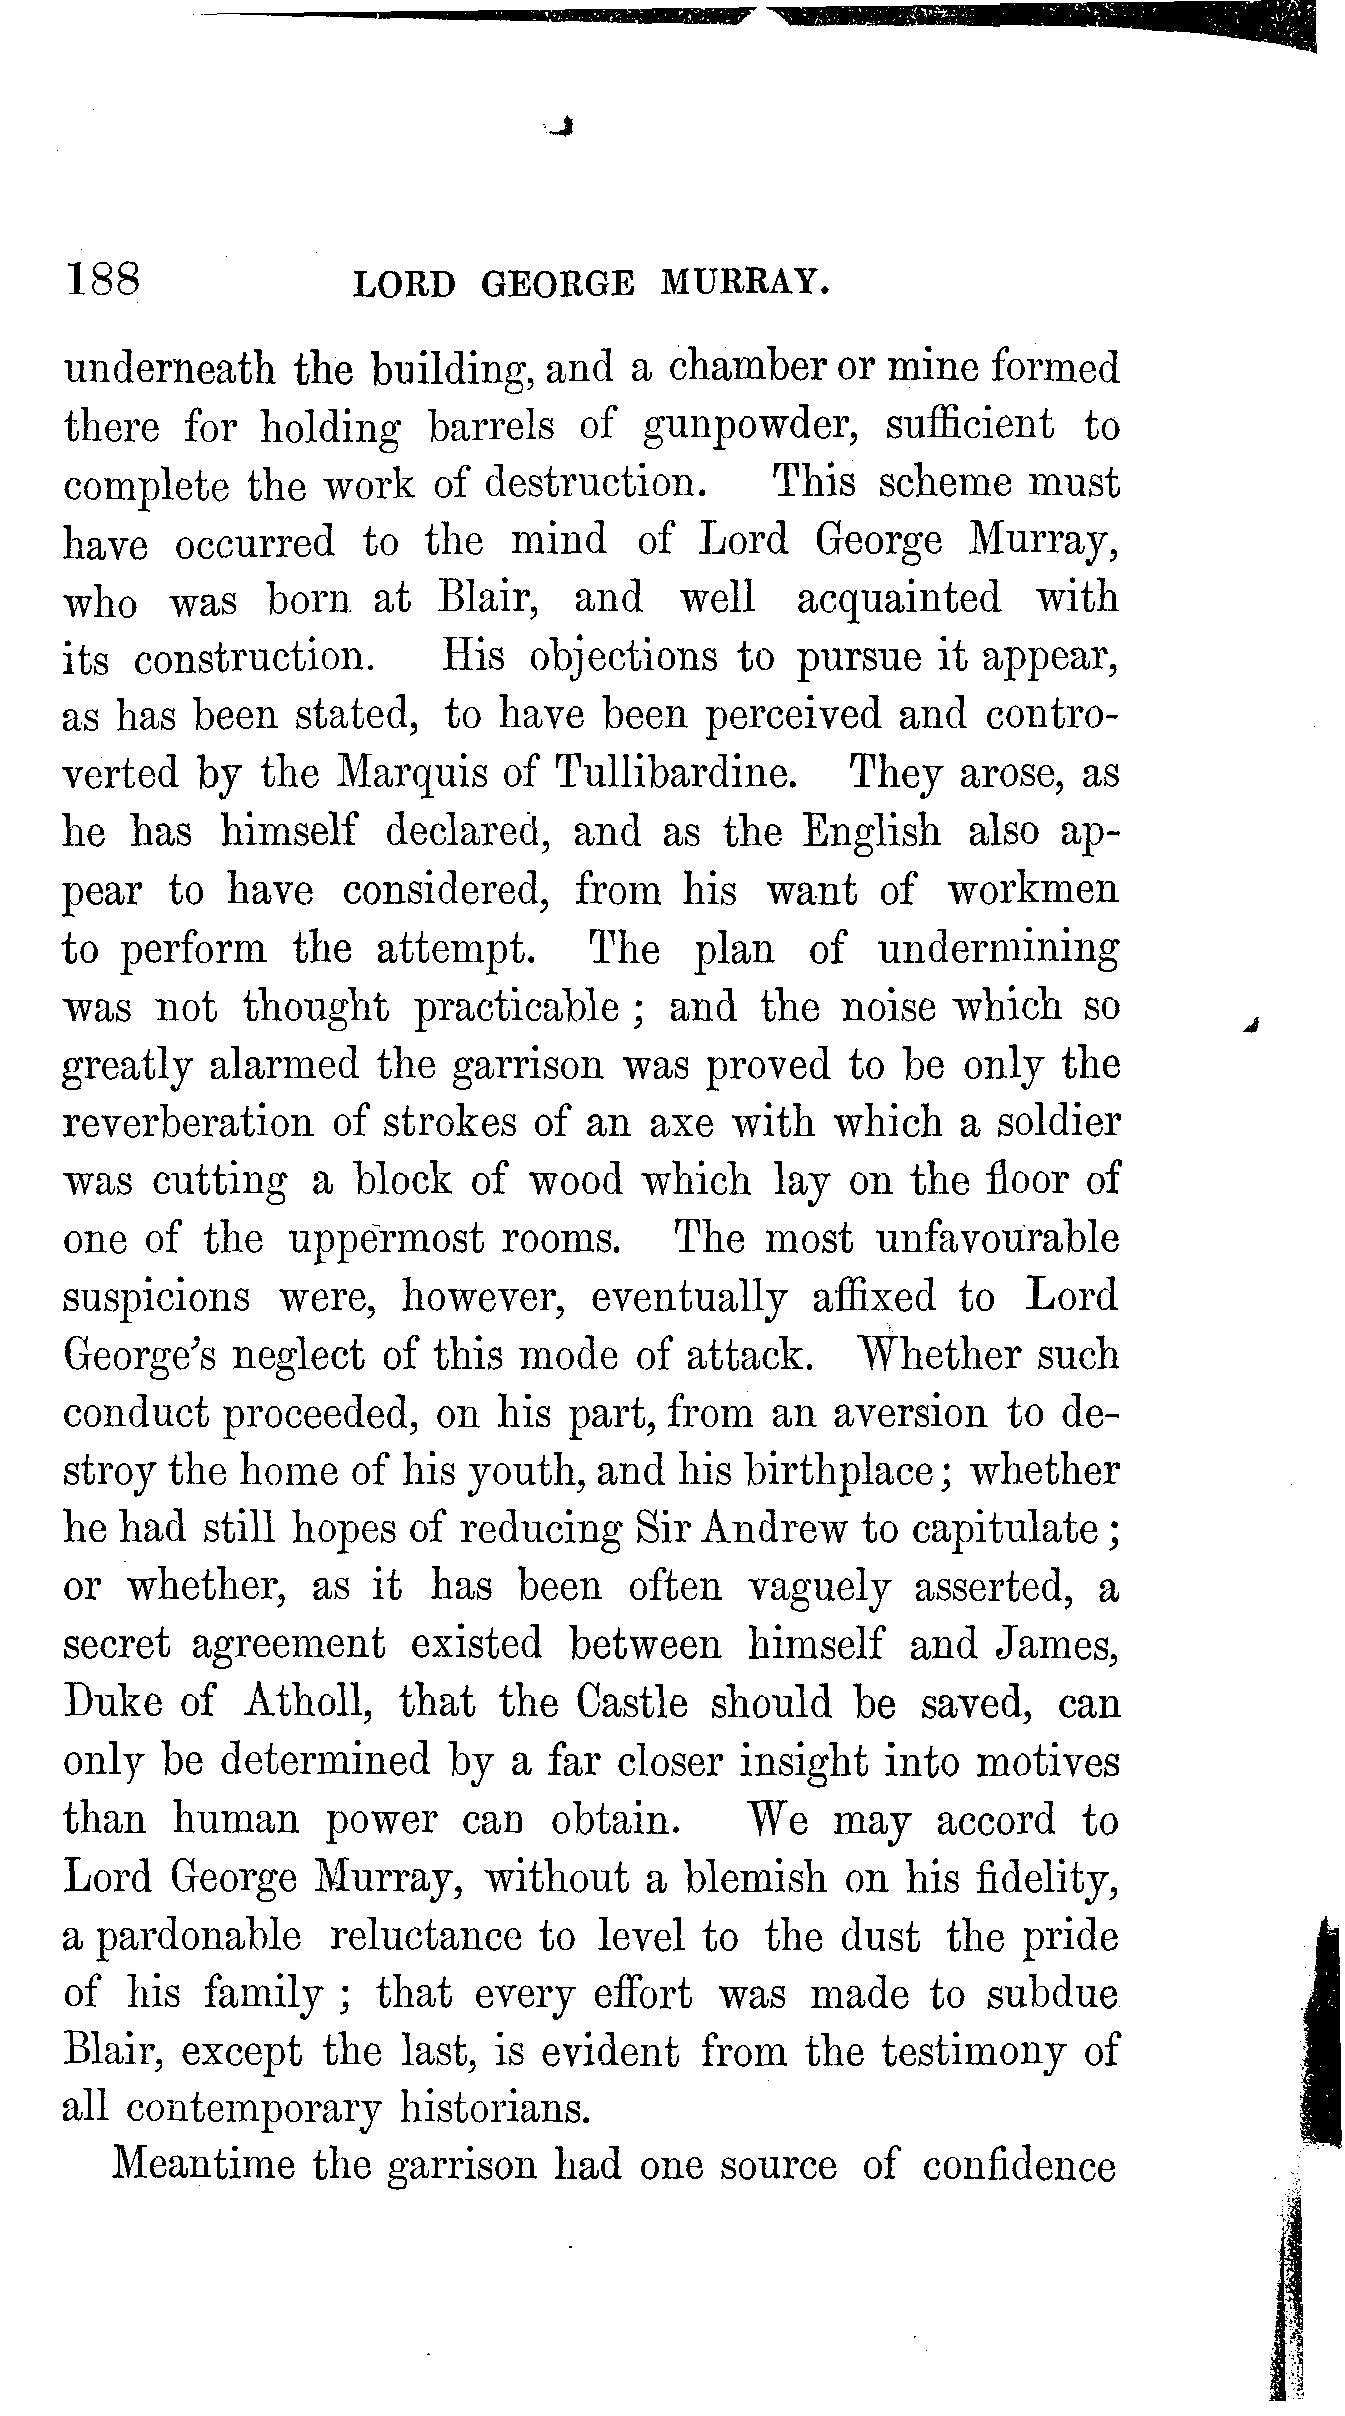 188 LORD GEORGE MURRAY.
underneath the building, and a chamber or mine formed
there for holding barrels of gunpowder, sufficient to
complete the work of destruction. This scheme must
have occurred to the mind of Lord George Murray,
who was born at Blair, and well acquainted with
its construction. His objections to pursue it appear,
as has been stated, to have been perceived and contro-
verted by the Marquis of Tullibardine. They arose, as
he has himself declared, and as the English also ap-
pear to have considered, from his want of workmen
to perform the attempt. The plan of undermining
was not thought practicable ; and the noise which so
greatly alarmed the garrison was proved to be only the
reverberation of strokes of an axe with which a soldier
was cutting a block of wood which lay on the floor of
one of the uppermost rooms. The most unfavourable
suspicions were, however, eventually affixed to Lord
George's neglect of this mode of attack. Whether such
conduct proceeded, on his part, from an aversion to de-
stroy the home of his youth, and his birthplace; whether
he had still hopes of reducing Sir Andrew to capitulate ;
or whether, as it has been often vaguely asserted, a
secret agreement existed between himself and James,
Duke of Atholl, that the Castle should be saved, can
only be determined by a far closer insight into motives
than human power can obtain. We may accord to
Lord George Murray, without a blemish on his fidelity,
a pardonable reluctance to level to the dust the pride
of his family ; that every effort was made to subdue
Blair, except the last, is evident from the testimony of
all contemporary historians.
Meantime the garrison had one source of confidence